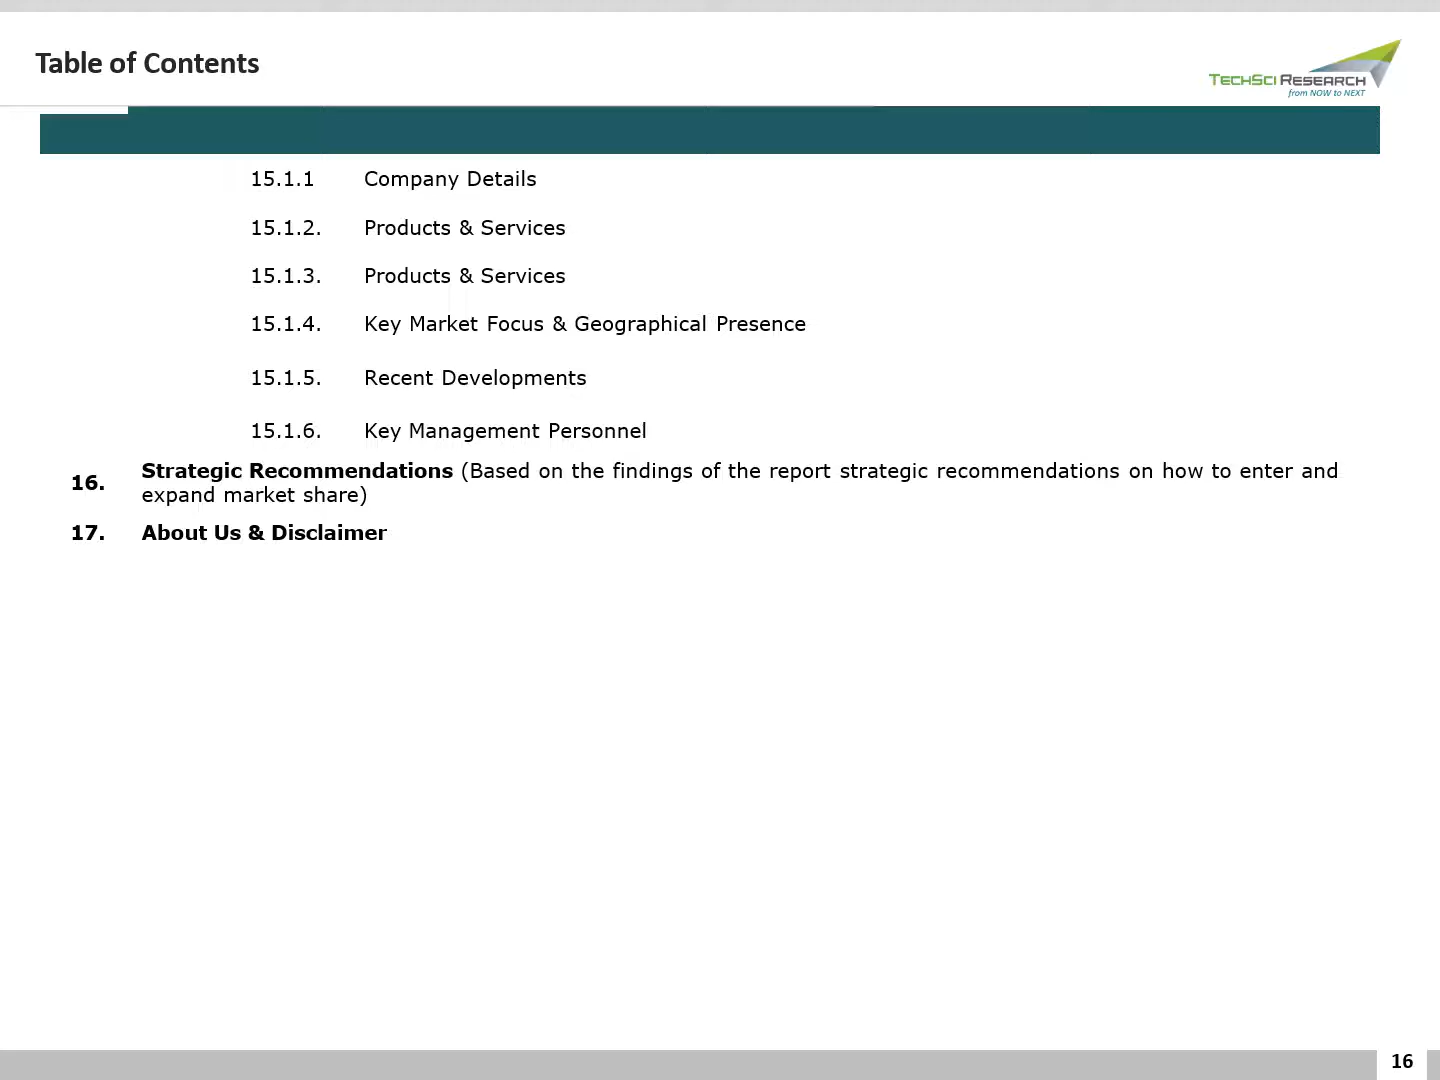 Table of Contents
TechSci Research
from NOW to NEXT
15.1.1 Company Details
15.1.2. Products & Services
15.1.3. Products & Services
15.1.4. Key Market Focus & Geographical Presence
15.1.5. Recent Developments
15.1.6. Key Management Personnel
16. Strategic Recommendations (Based on the findings of the report strategic recommendations on how to enter and
expand market share)
17. About Us & Disclaimer
16